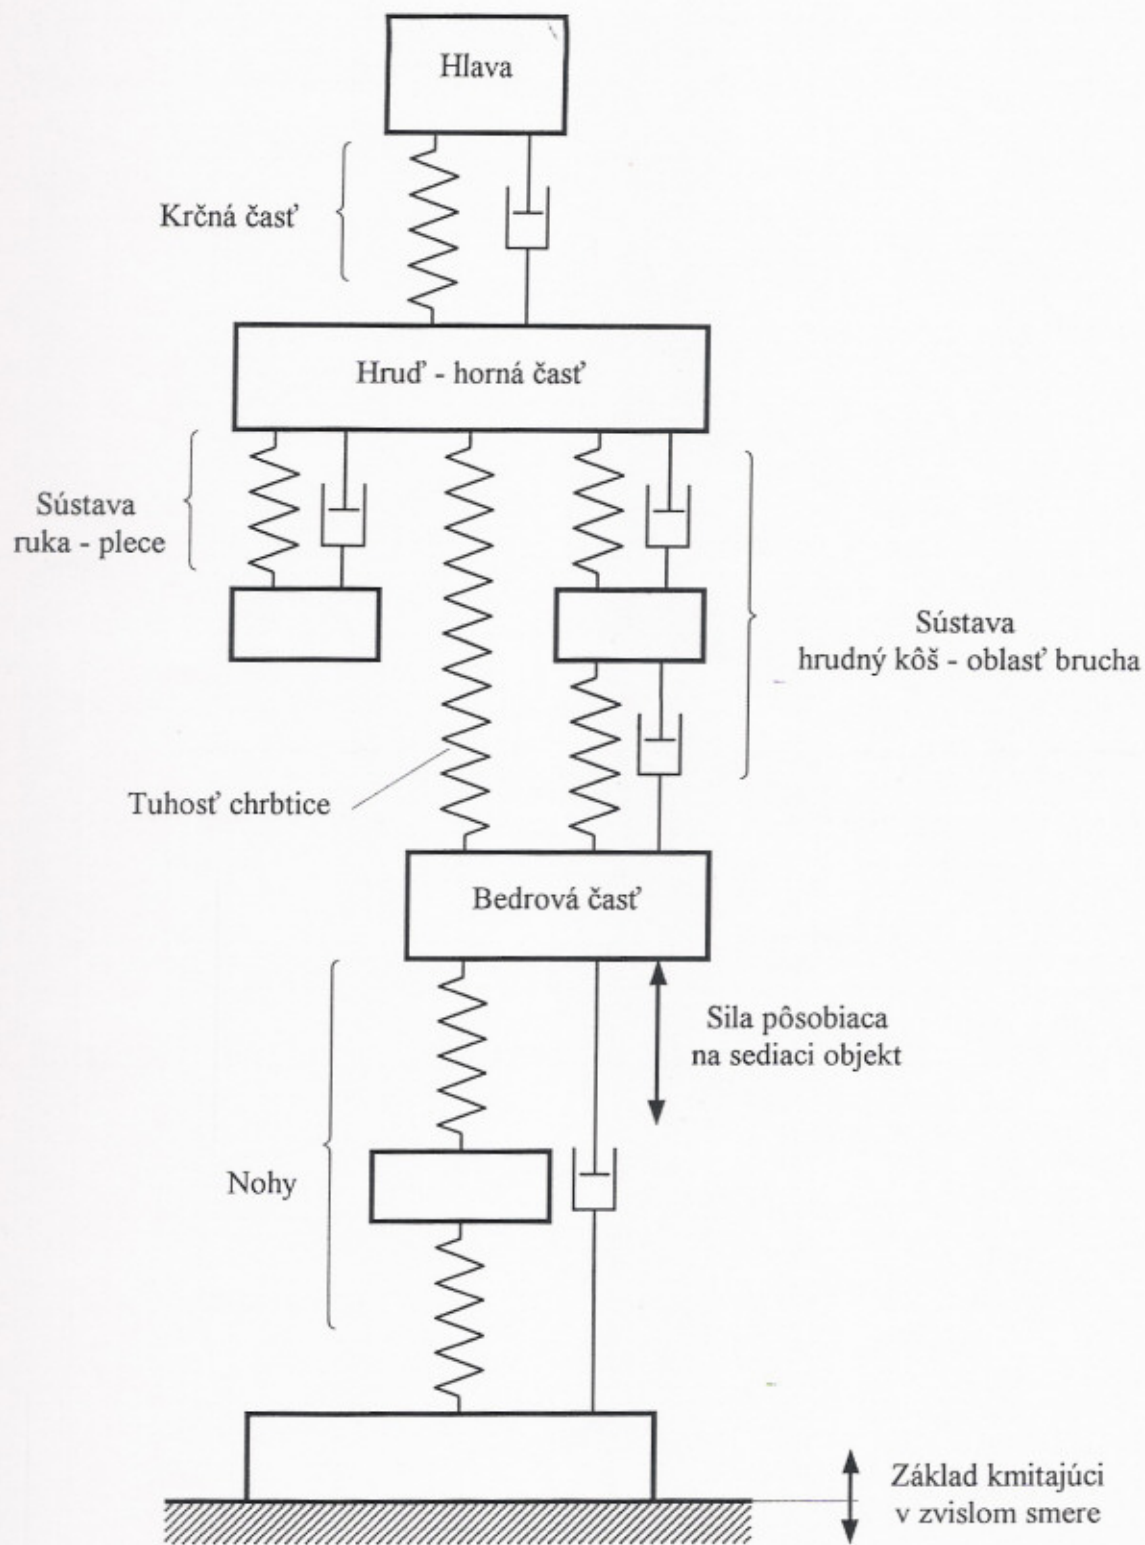 Hlava
Krčná časť
Hruď - horná časť
Sústava
ruka - plece
Sústava
hrudný kôš - oblasť brucha
Tuhosť chrbtice
Bedrová časť
Sila pôsobiaca
na sediaci objekt
Nohy
Základ kmitajúci
v zvislom smere